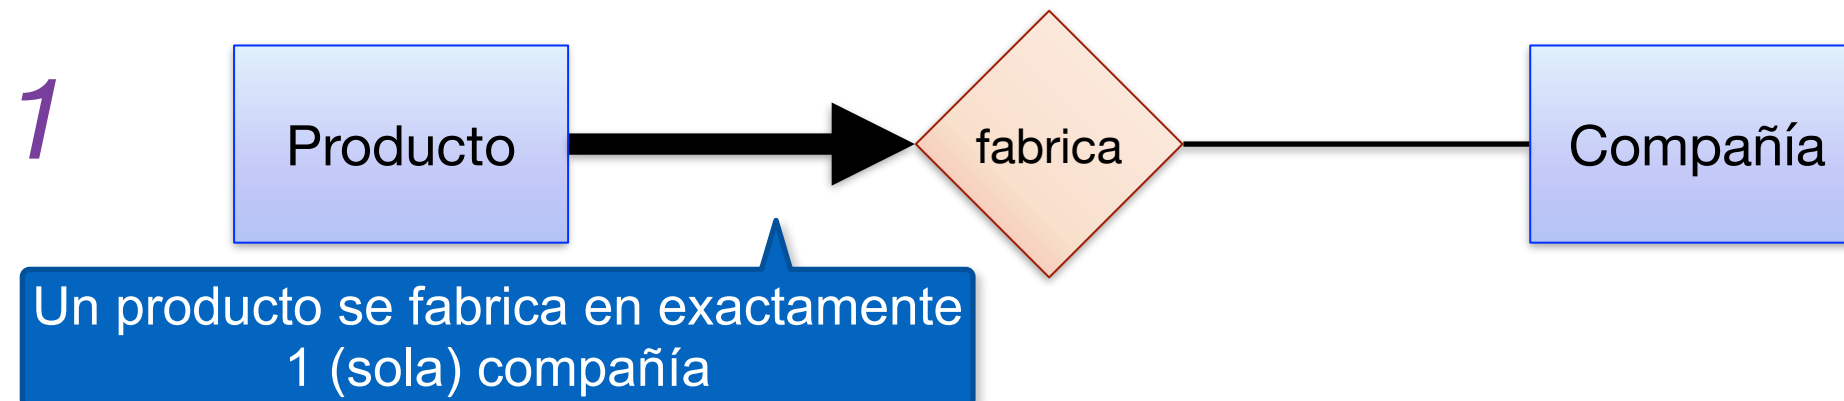 1
Producto
fabrica
Compañía
Un producto se fabrica en exactamente
1 (sola) compañía